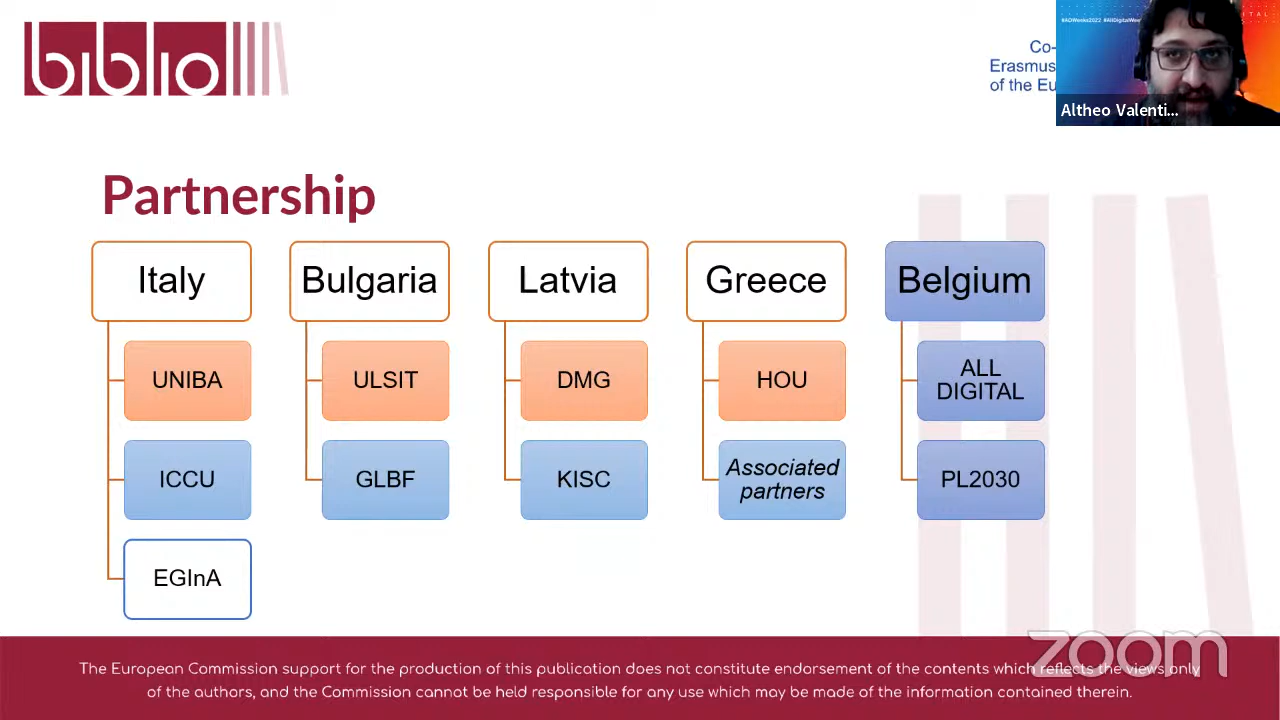 biblio
Co-
Erasmus
of the Eu
#ADWeeks2022 #AllDigitalWee
ITAL
Altheo Valenti...
Partnership
Italy
Bulgaria
Latvia
Greece
Belgium
UNIBA
ULSIT
DMG
HOU
ALL
DIGITAL
ICCU
GLBF
KISC
Associated
partners
PL2030
EGInA
zoom
The European Commission support for the production of this publication does not constitute endorsement of the contents which reflects the views only
of the authors, and the Commission cannot be held responsible for any use which may be made of the information contained therein.